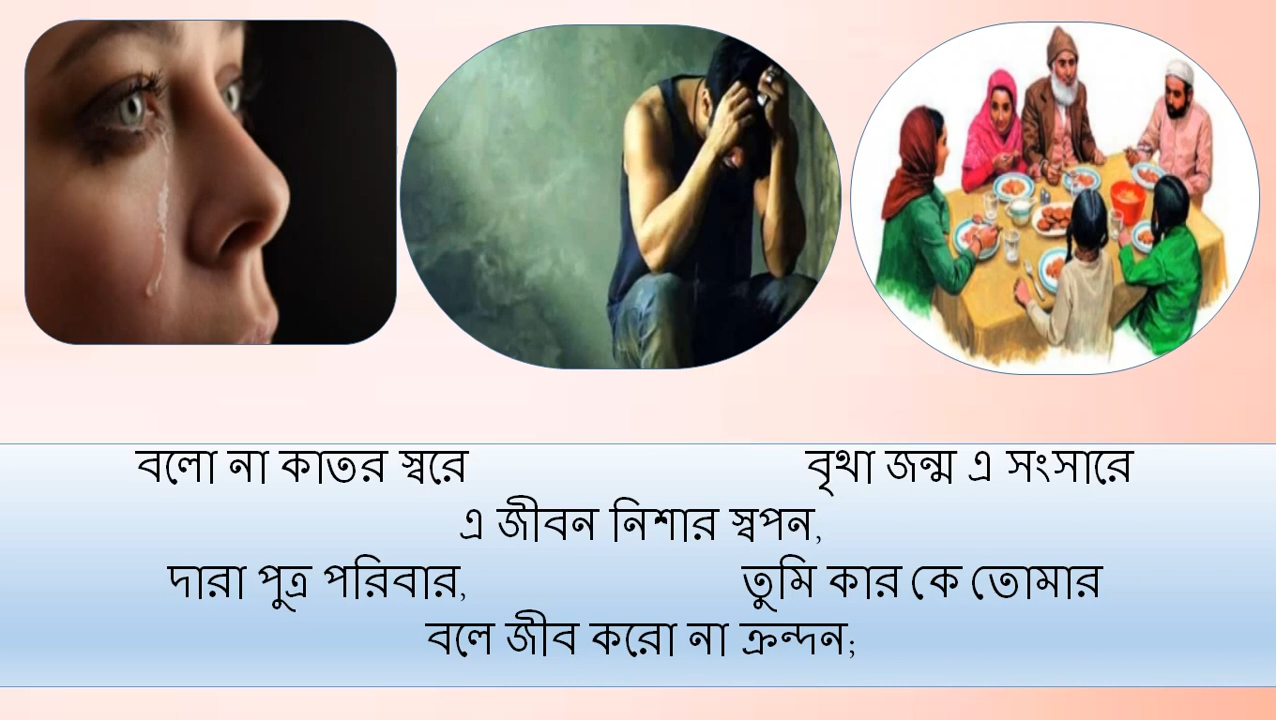 বলো না কাতর স্বরে বৃথা জন্ম এ সংসারে
এ জীবন নিশার স্বপন,
দারা পুত্র পরিবার, তুমি কার কে তোমার
বলে জীব করো না ক্রন্দন;